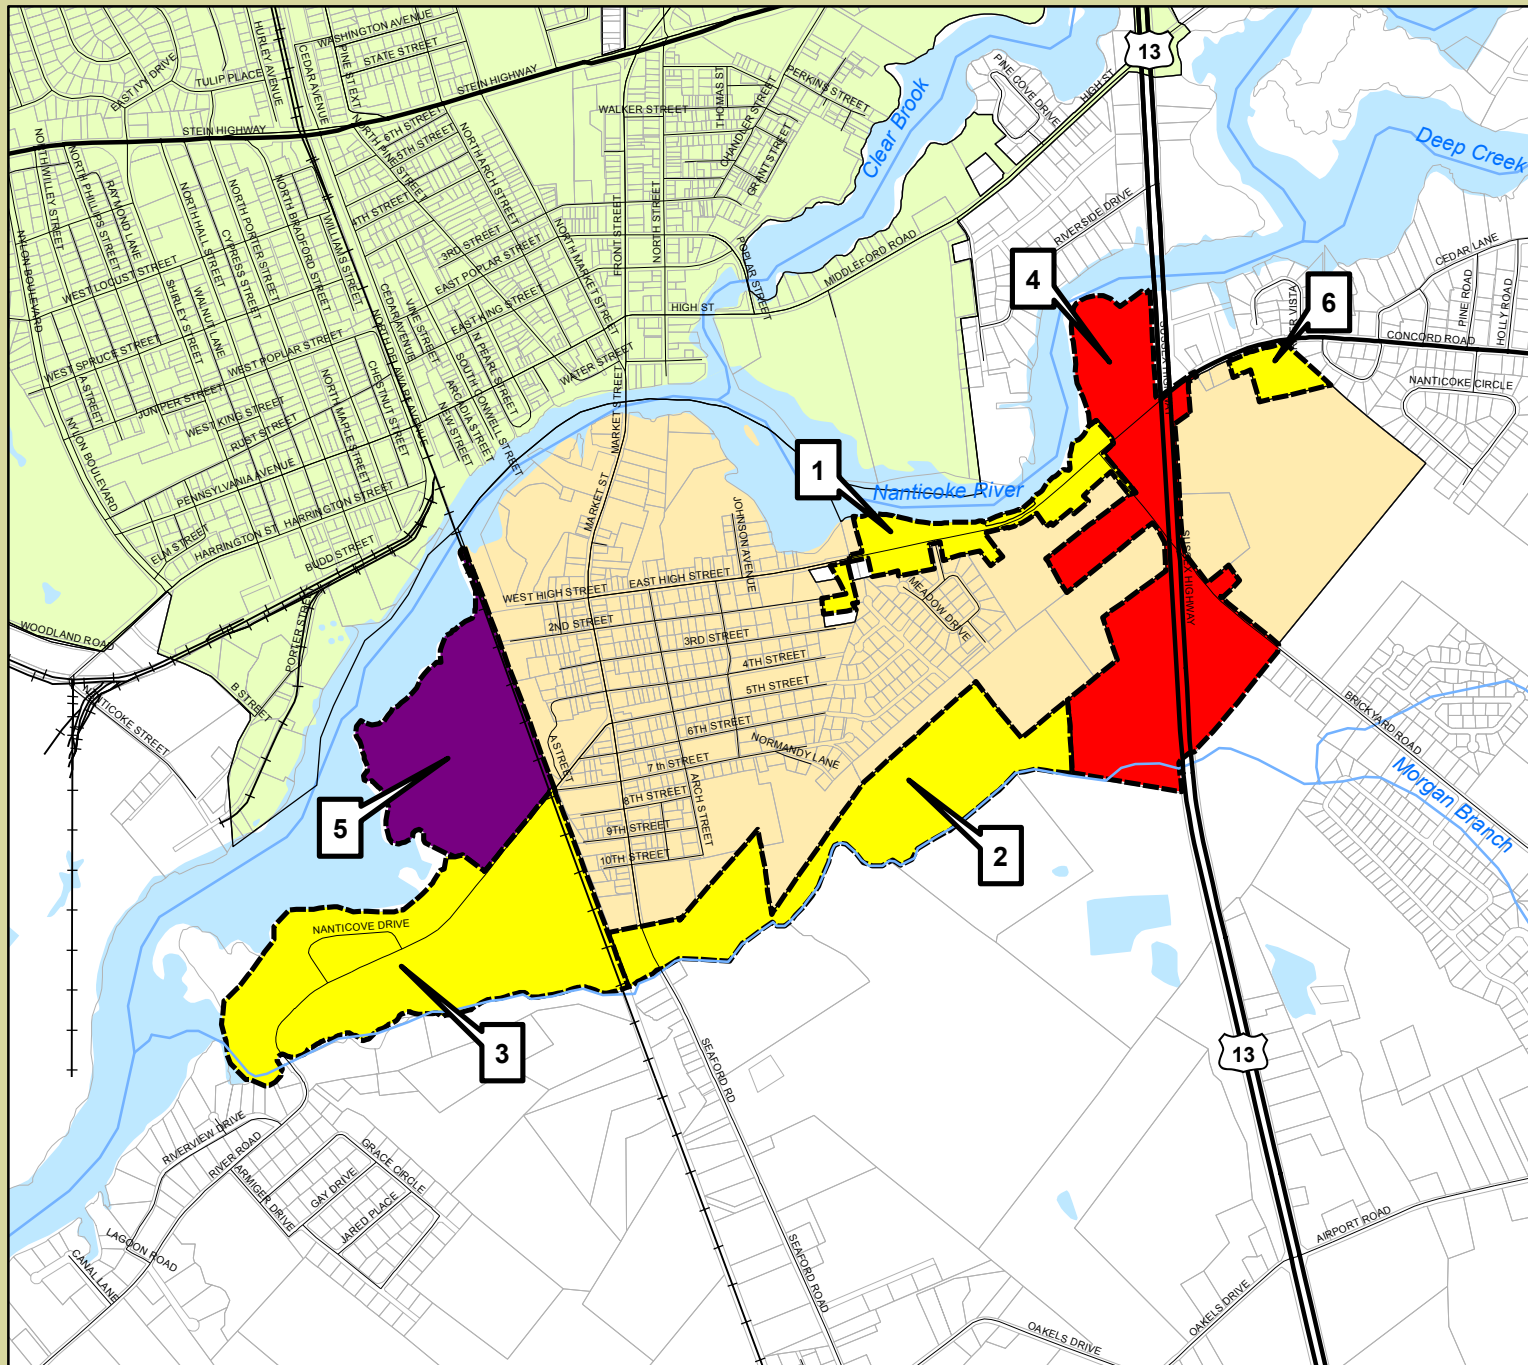 WASHINGTON AVENUE
STATE STREET
HURLEY AVENUE
CEDAR AVENUE
PINE ST EXT
EAST IVY DRIVE
TULIP PLACE
STEIN HIGHWAY
STEIN HIGHWAY
6TH STREET
5TH STREET
NORTH PINE STREET
4TH STREET
3RD STREET
NORTH ARCH STREET
WALKER STREET
THOMAS ST
CHANDLER STREET
PERKINS STREET
GRANT STREET
Clear Brook
PINE COVE DRIVE
HIGH ST
13
Deep Creek
NORTH WILLEY STREET
NORTH PHILLIPS STREET
RAYMOND LANE
NORTH HALL STREET
CYPRESS STREET
NORTH PORTER STREET
NORTH BRADFORD STREET
WILLIAMS STREET
NYLON BOULEVARD
WEST LOCUST STREET
SHIRLEY STREET
WALNUT LANE
CEDAR AVENUE
VINE STREET
EAST POPLAR STREET
EAST KING STREET
NORTH MARKET STREET
FRONT STREET
NORTH STREET
POPLAR STREET
HIGH ST
MIDDLEFORD ROAD
RIVERSIDE DRIVE
4
6
CEDAR LANE
PINE ROAD
HOLLY ROAD
CONCORD ROAD
NANTICOKE CIRCLE
WEST SPRUCE STREET
WEST POPLAR STREET
A STREET
JUNIPER STREET
WEST KING STREET
RUST STREET
NORTH MAPLE STREET
CHESTNUT STREET
NORTH DELAWARE AVENUE
N PEARL STREET
SOUTH CONWELL STREET
ARCADIA STREET
NEW STREET
WATER STREET
MARKET STREET
NYLON BOULEVARD
PENNSYLVANIA AVENUE
HARRINGTON STREET
HARRINGTON ST
ELM STREET
BUDD STREET
1
Nanticoke River
MARKET ST
JOHNSON AVENUE
WEST HIGH STREET
EAST HIGH STREET
2ND STREET
3RD STREET
4TH STREET
5TH STREET
6TH STREET
7 th STREET
8TH STREET
9TH STREET
10TH STREET
A STREET
ARCH STREET
NORMANDY LANE
MEADOW DRIVE
SUSSEX HIGHWAY
WOODLAND ROAD
PORTER STREET
B STREET
NANTICOKE STREET
5
2
BRICKYARD ROAD
Morgan Branch
NANTICOVE DRIVE
3
13
SEAFORD RD
RIVERVIEW DRIVE
RIVER ROAD
ARMIGER DRIVE
GRACE CIRCLE
GAY DRIVE
JARED PLACE
LAGOON ROAD
CANAL LANE
SEAFORD ROAD
AIRPORT ROAD
OAKELS DRIVE
OAKELS DRIVE